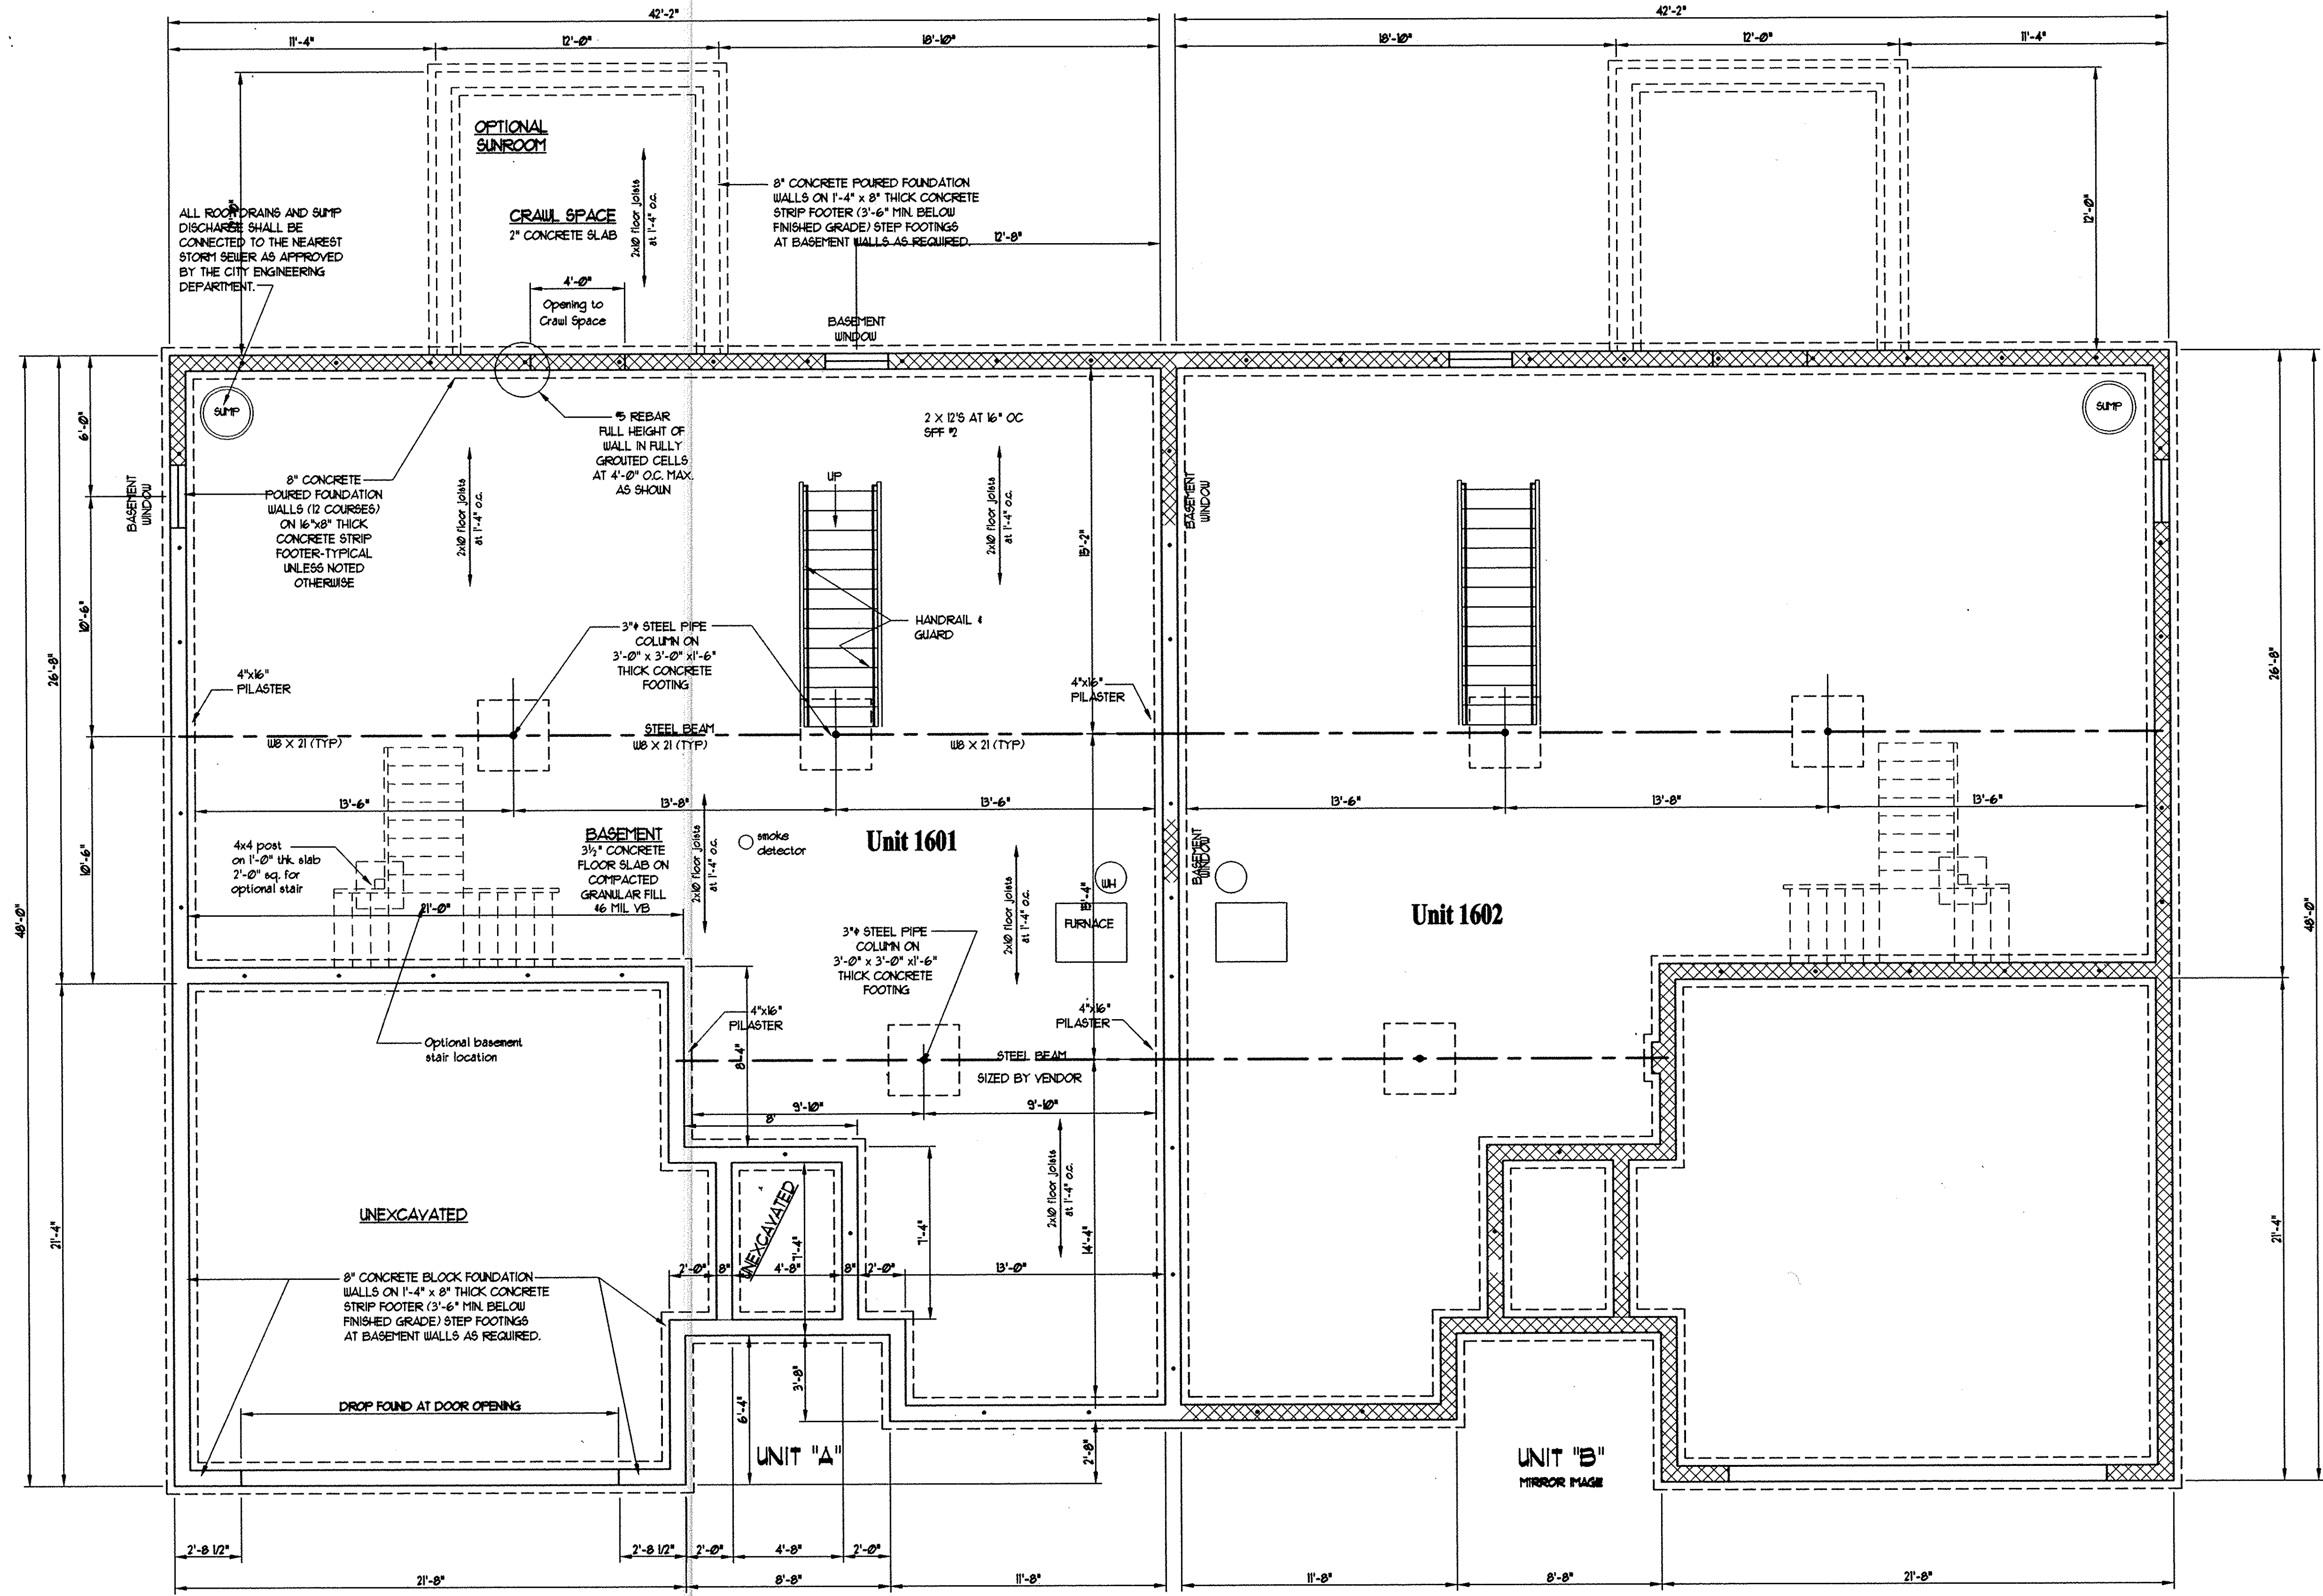 42'-2"
42'-2"
11'-4"
12'-0"
18'-10"
18'-10"
12'-0"
11'-4"
OPTIONAL
SUNROOM
CRAWL SPACE
2" CONCRETE SLAB
2x10 floor joists
at 1'-4" o.c.
8" CONCRETE POURED FOUNDATION
WALLS ON 1'-4" x 8" THICK CONCRETE
STRIP FOOTER (3'-6" MIN. BELOW
FINISHED GRADE) STEP FOOTINGS
AT BASEMENT WALLS AS REQUIRED.
12'-8"
12'-0"
ALL ROOF DRAINS AND SUMP
DISCHARGE SHALL BE
CONNECTED TO THE NEAREST
STORM SEWER AS APPROVED
BY THE CITY ENGINEERING
DEPARTMENT.
4'-0"
Opening to
Crawl Space
BASEMENT
WINDOW
SUMP
SUMP
#5 REBAR
FULL HEIGHT OF
WALL IN FULLY
GROUTED CELLS
AT 4'-0" O.C. MAX.
AS SHOWN
2 X 12'S AT 16" OC
SPF #2
6'-0"
BASEMENT
WINDOW
8" CONCRETE
POURED FOUNDATION
WALLS (12 COURSES)
ON 16"x8" THICK
CONCRETE STRIP
FOOTER-TYPICAL
UNLESS NOTED
OTHERWISE
2x10 floor joists
at 1'-4" o.c.
UP
2x10 floor joists
at 1'-4" o.c.
BASEMENT
WINDOW
15'-2"
10'-6"
26'-8"
26'-8"
HANDRAIL &
GUARD
3"ϕ STEEL PIPE
COLUMN ON
3'-0" x 3'-0" x1'-6"
THICK CONCRETE
FOOTING
4"x16"
PILASTER
4"x16"
PILASTER
STEEL BEAM
W8 X 21 (TYP)
W8 X 21 (TYP)
W8 X 21 (TYP)
13'-6"
13'-8"
13'-6"
13'-6"
13'-8"
13'-6"
10'-6"
48'-0"
48'-0"
4x4 post
on 1'-0" thk. slab
2'-0" sq. for
optional stair
BASEMENT
3½" CONCRETE
FLOOR SLAB ON
COMPACTED
GRANULAR FILL
#6 MIL VB
21'-0"
2x10 floor joists
at 1'-4" o.c.
smoke
detector
Unit 1601
WH
FURNACE
15'-4"
2x10 floor joists
at 1'-4" o.c.
BASEMENT
WINDOW
Unit 1602
3"ϕ STEEL PIPE
COLUMN ON
3'-0" x 3'-0" x1'-6"
THICK CONCRETE
FOOTING
4"x16"
PILASTER
4"x16"
PILASTER
Optional basement
stair location
8'-4"
STEEL BEAM
SIZED BY VENDOR
9'-10"
9'-10"
8'
2x10 floor joists
at 1'-4" o.c.
UNEXCAVATED
UNEXCAVATED
7'-4"
7'-4"
14'-4"
21'-4"
21'-4"
2'-0"
8"
4'-8"
8"
2'-0"
13'-0"
8" CONCRETE BLOCK FOUNDATION
WALLS ON 1'-4" x 8" THICK CONCRETE
STRIP FOOTER (3'-6" MIN. BELOW
FINISHED GRADE) STEP FOOTINGS
AT BASEMENT WALLS AS REQUIRED.
3'-8"
6'-4"
DROP FOUND AT DOOR OPENING
UNIT "A"
2'-8"
UNIT "B"
MIRROR IMAGE
2'-8 1/2"
2'-8 1/2"
2'-0"
4'-8"
2'-0"
21'-8"
8'-8"
11'-8"
11'-8"
8'-8"
21'-8"